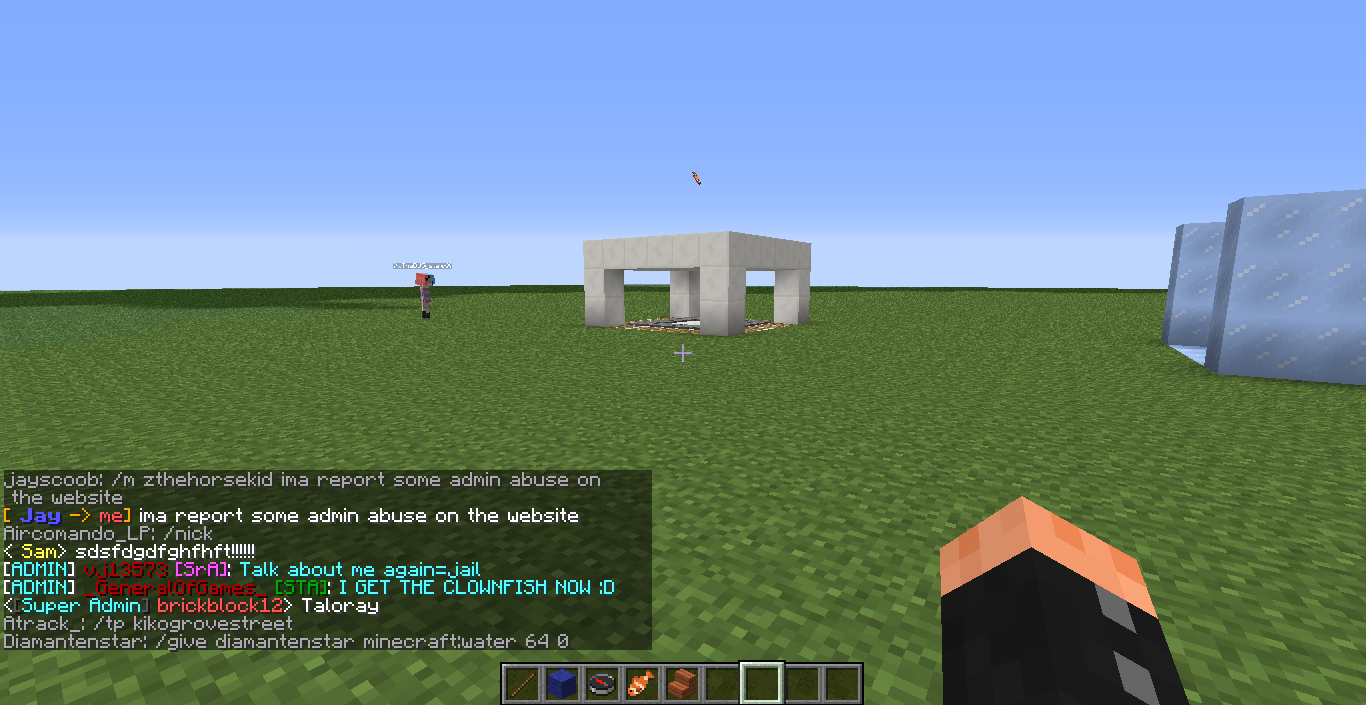 jayscoob: /m zthehorsekid ima report some admin abuse on
the website
[ Jay -> me] ima report some admin abuse on the website
Aircomando_LP: /nick
< Sam> sdsfdgdfghfhft!!!!!!
[ADMIN] vj13573 [SrA]: Talk about me again=jail
[ADMIN] _GeneralOfGames_ [STA]: I GET THE CLOWNFISH NOW :D
<[Super Admin] brickblock12> Taloray
Atrack_: /tp kikogrovestreet
Diamantenstar: /give diamantenstar minecraft:water 64 0